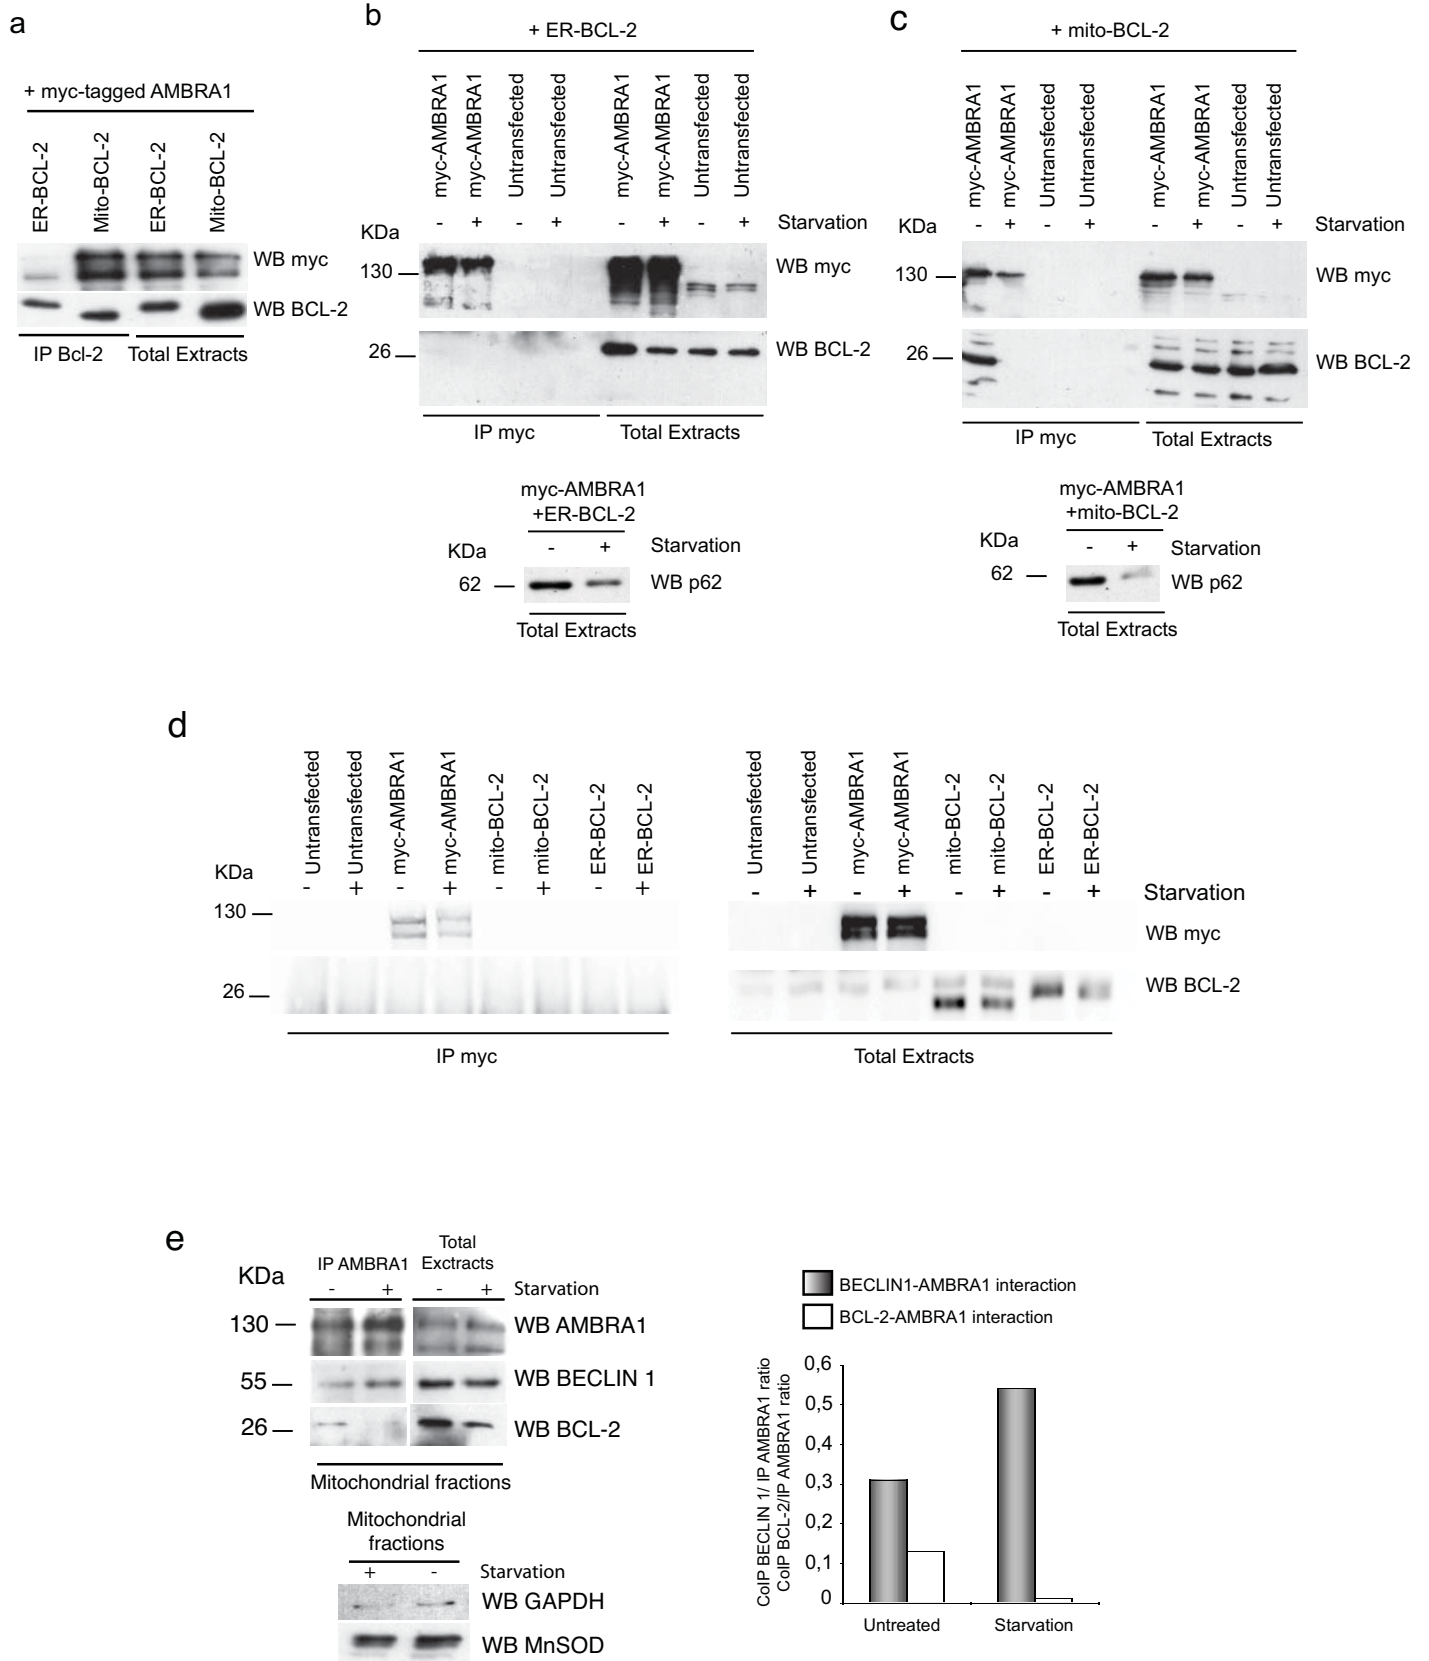 a
+ myc-tagged AMBRA1
ER-BCL-2
Mito-BCL-2
ER-BCL-2
Mito-BCL-2
WB myc
WB BCL-2
IP Bcl-2
Total Extracts
b
+ ER-BCL-2
myc-AMBRA1
myc-AMBRA1
Untransfected
Untransfected
myc-AMBRA1
myc-AMBRA1
Untransfected
Untransfected
- + - + - + - + Starvation
KDa
130
WB myc
26
WB BCL-2
IP myc
Total Extracts
myc-AMBRA1
+ER-BCL-2
KDa - + Starvation
62
WB p62
Total Extracts
c
+ mito-BCL-2
myc-AMBRA1
myc-AMBRA1
Untransfected
Untransfected
myc-AMBRA1
myc-AMBRA1
Untransfected
Untransfected
KDa - + - + - + - + Starvation
130
WB myc
26
WB BCL-2
IP myc
Total Extracts
myc-AMBRA1
+mito-BCL-2
KDa - + Starvation
62
WB p62
Total Extracts
d
Untransfected
Untransfected
myc-AMBRA1
myc-AMBRA1
mito-BCL-2
mito-BCL-2
ER-BCL-2
ER-BCL-2
Untransfected
Untransfected
myc-AMBRA1
myc-AMBRA1
mito-BCL-2
mito-BCL-2
ER-BCL-2
ER-BCL-2
KDa
- + - + - + - + - + - + - + - + Starvation
130
WB myc
26
WB BCL-2
IP myc
Total Extracts
e
IP AMBRA1
Total
Exctracts
KDa
- + - + Starvation
130
WB AMBRA1
55
WB BECLIN 1
26
WB BCL-2
Mitochondrial fractions
Mitochondrial
fractions
+ - Starvation
WB GAPDH
WB MnSOD
BECLIN1-AMBRA1 interaction
BCL-2-AMBRA1 interaction
CoIP BECLIN 1/ IP AMBRA1 ratio
CoIP BCL-2/IP AMBRA1 ratio
0,6
0,5
0,4
0,3
0,2
0,1
0
Untreated
Starvation